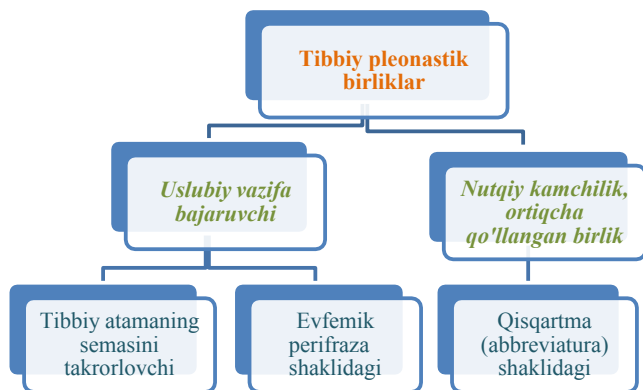 Tibbiy pleonastik
birliklar
Uslubiy vazifa
bajaruvchi
Nutqiy kamchilik,
ortiqcha
qo'llangan birlik
Tibbiy atamaning
semasini
takrorlovchi
Evfemik
perifraza
shaklidagi
Qisqartma
(abbreviatura)
shaklidagi